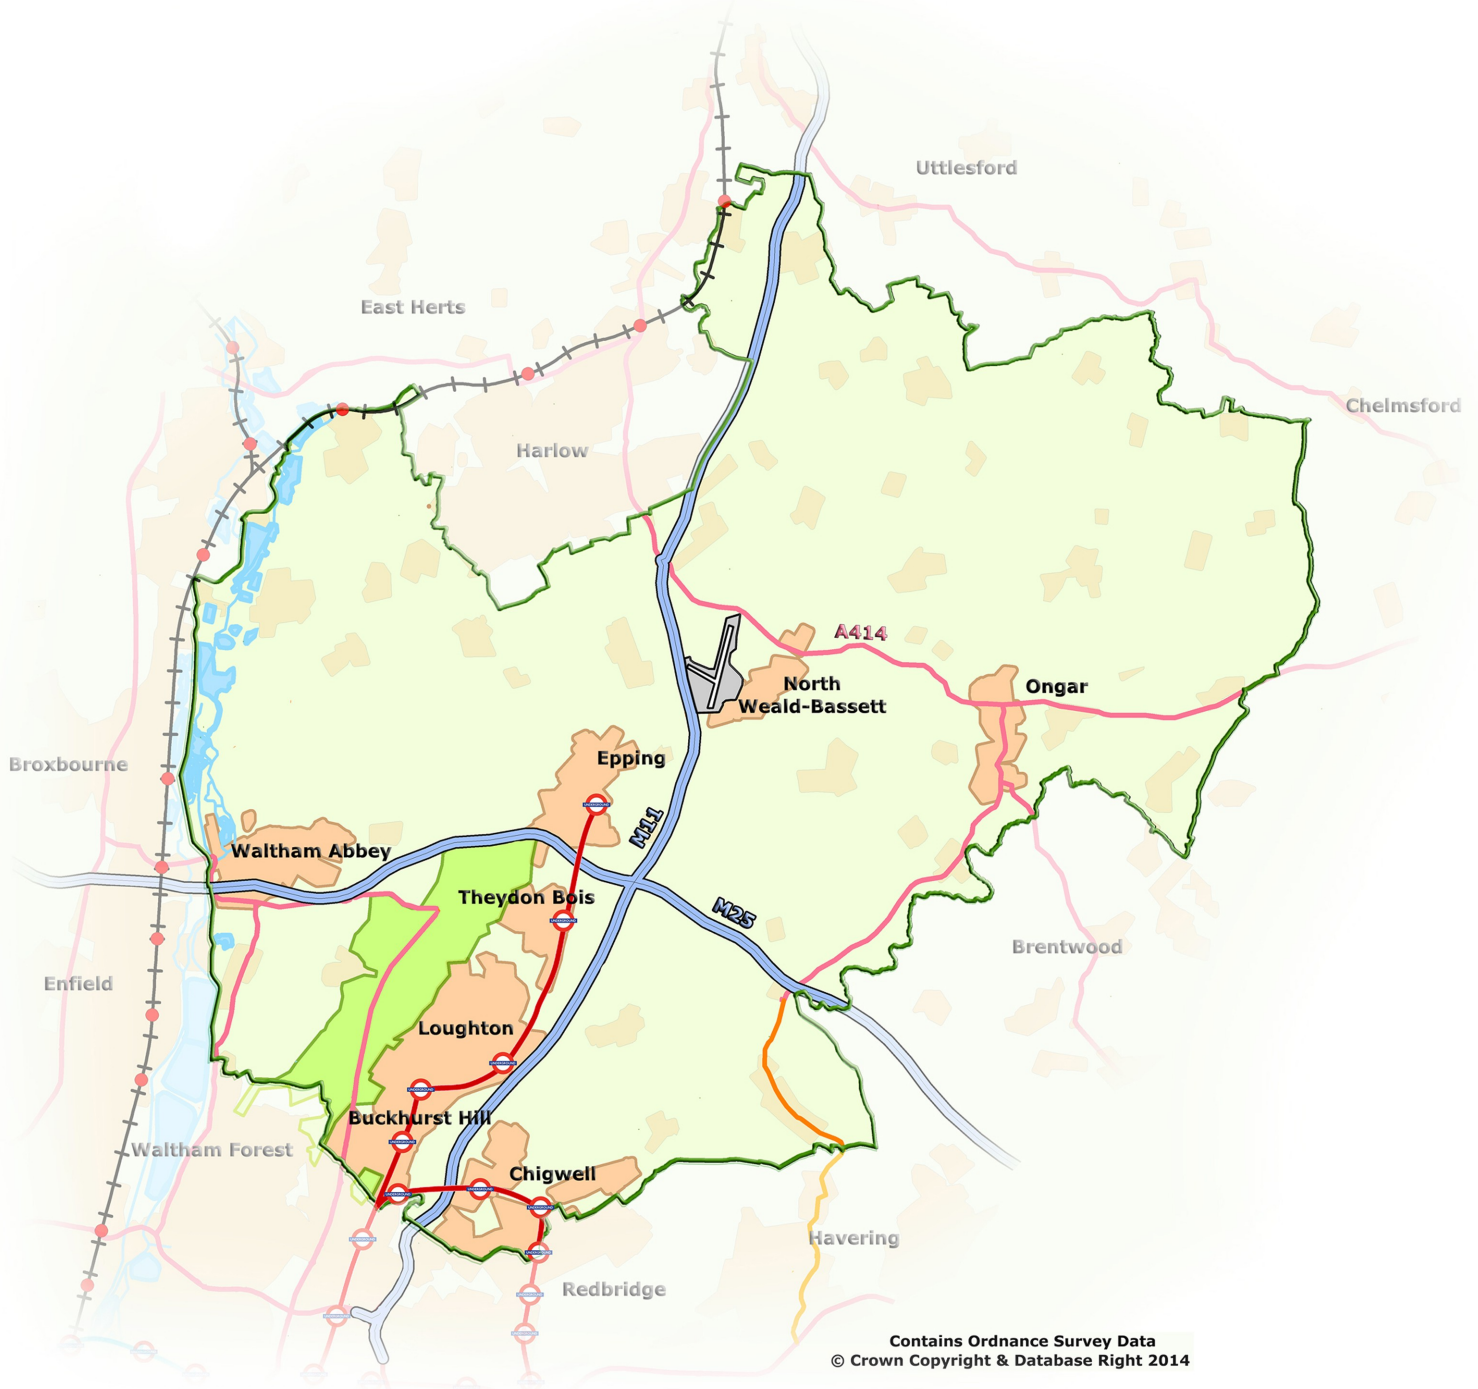 Uttlesford
East Herts
Chelmsford
Harlow
A414
North
Weald-Bassett
Ongar
Broxbourne
Epping
M11
Waltham Abbey
Theydon Bois
M25
Brentwood
Enfield
Loughton
Buckhurst Hill
Waltham Forest
Chigwell
Havering
Redbridge
Contains Ordnance Survey Data
© Crown Copyright & Database Right 2014